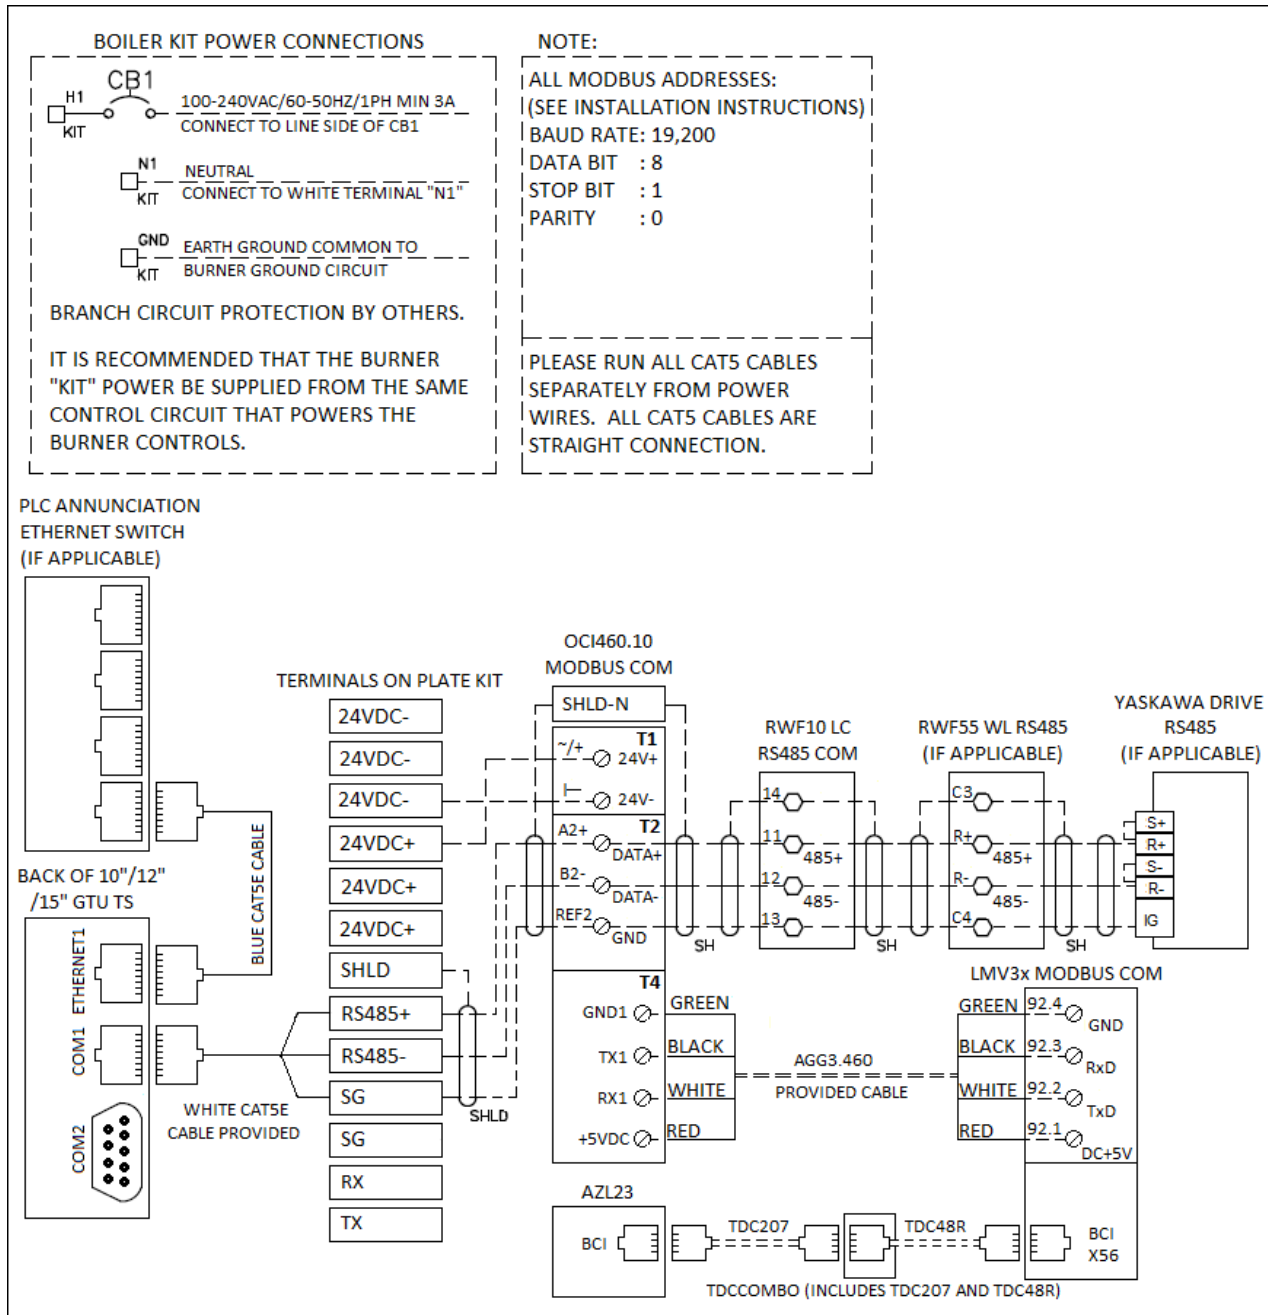 BOILER KIT POWER CONNECTIONS
CB1
H1
KIT
100-240VAC/60-50HZ/1PH MIN 3A
CONNECT TO LINE SIDE OF CB1
N1
KIT
NEUTRAL
CONNECT TO WHITE TERMINAL "N1"
GND
KIT
EARTH GROUND COMMON TO
BURNER GROUND CIRCUIT
BRANCH CIRCUIT PROTECTION BY OTHERS.
IT IS RECOMMENDED THAT THE BURNER
"KIT" POWER BE SUPPLIED FROM THE SAME
CONTROL CIRCUIT THAT POWERS THE
BURNER CONTROLS.
NOTE:
ALL MODBUS ADDRESSES:
(SEE INSTALLATION INSTRUCTIONS)
BAUD RATE: 19,200
DATA BIT : 8
STOP BIT : 1
PARITY : 0
PLEASE RUN ALL CAT5 CABLES
SEPARATELY FROM POWER
WIRES. ALL CAT5 CABLES ARE
STRAIGHT CONNECTION.
PLC ANNUNCIATION
ETHERNET SWITCH
(IF APPLICABLE)
BLUE CAT5E CABLE
BACK OF 10"/12"
/15" GTU TS
ETHERNET1
COM1
COM2
WHITE CAT5E
CABLE PROVIDED
TERMINALS ON PLATE KIT
24VDC-
24VDC-
24VDC-
24VDC+
24VDC+
24VDC+
SHLD
RS485+
RS485-
SG
SG
RX
TX
SHLD
OCI460.10
MODBUS COM
SHLD-N
T1
~/+
24V+
24V-
T2
A2+
DATA+
B2-
DATA-
REF2
GND
T4
GND1
TX1
RX1
+5VDC
GREEN
BLACK
WHITE
RED
SH
AGG3.460
PROVIDED CABLE
RWF10 LC
RS485 COM
14
11
485+
12
485-
13
SH
RWF55 WL RS485
(IF APPLICABLE)
C3
R+
485+
R-
485-
C4
SH
YASKAWA DRIVE
RS485
(IF APPLICABLE)
S+
R+
S-
R-
IG
LMV3x MODBUS COM
GREEN
92.4
GND
BLACK
92.3
RxD
WHITE
92.2
TxD
RED
92.1
DC+5V
BCI
X56
AZL23
BCI
TDC207
TDC48R
TDCCOMBO (INCLUDES TDC207 AND TDC48R)